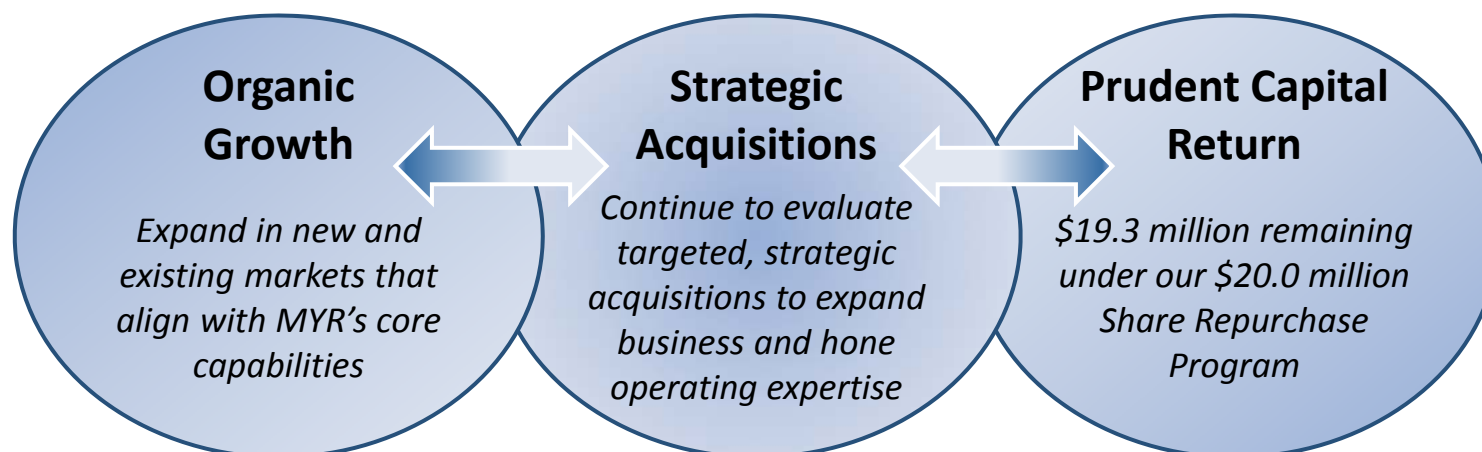 Organic
Growth
Expand in new and
existing markets that
align with MYR’s core
capabilities
Strategic
Acquisitions
Continue to evaluate
targeted, strategic
acquisitions to expand
business and hone
operating expertise
Prudent Capital
Return
$19.3 million remaining
under our $20.0 million
Share Repurchase
Program